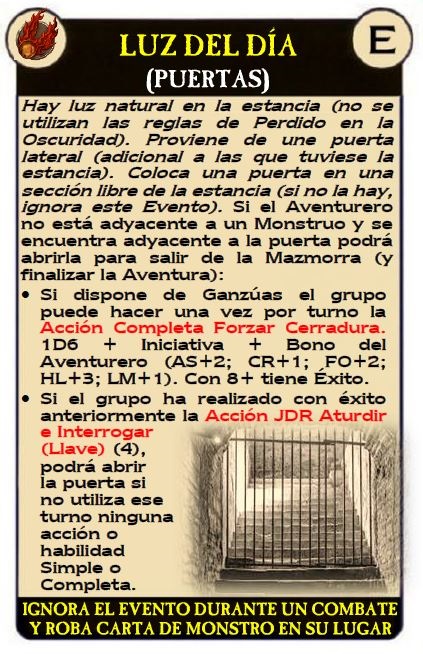 LUZ DEL DÍA
E
(PUERTAS)
Hay luz natural en la estancia (no se
utilizan las reglas de Perdido en la
Oscuridad). Proviene de une puerta
lateral (adicional a las que tuviese la
estancia). Coloca una puerta en una
sección libre de la estancia (si no la hay,
ignora este Evento). Si el Aventurero
no está adyacente a un Monstruo y se
encuentra adyacente a la puerta podrá
abrirla para salir de la Mazmorra (y
finalizar la Aventura):
• Si dispone de Ganzúas el grupo
puede hacer una vez por turno la
Acción Completa Forzar Cerradura.
1D6 + Iniciativa + Bono del
Aventurero (AS+2; CR+1; FO+2;
HL+3; LM+1). Con 8+ tiene Éxito.
• Si el grupo ha realizado con éxito
anteriormente la Acción JDR Aturdir
e Interrogar
(Llave) (4),
podrá abrir
la puerta si
no utiliza ese
turno ninguna
acción o
habilidad
Simple o
Completa.
IGNORA EL EVENTO DURANTE UN COMBATE
Y ROBA CARTA DE MONSTRO EN SU LUGAR